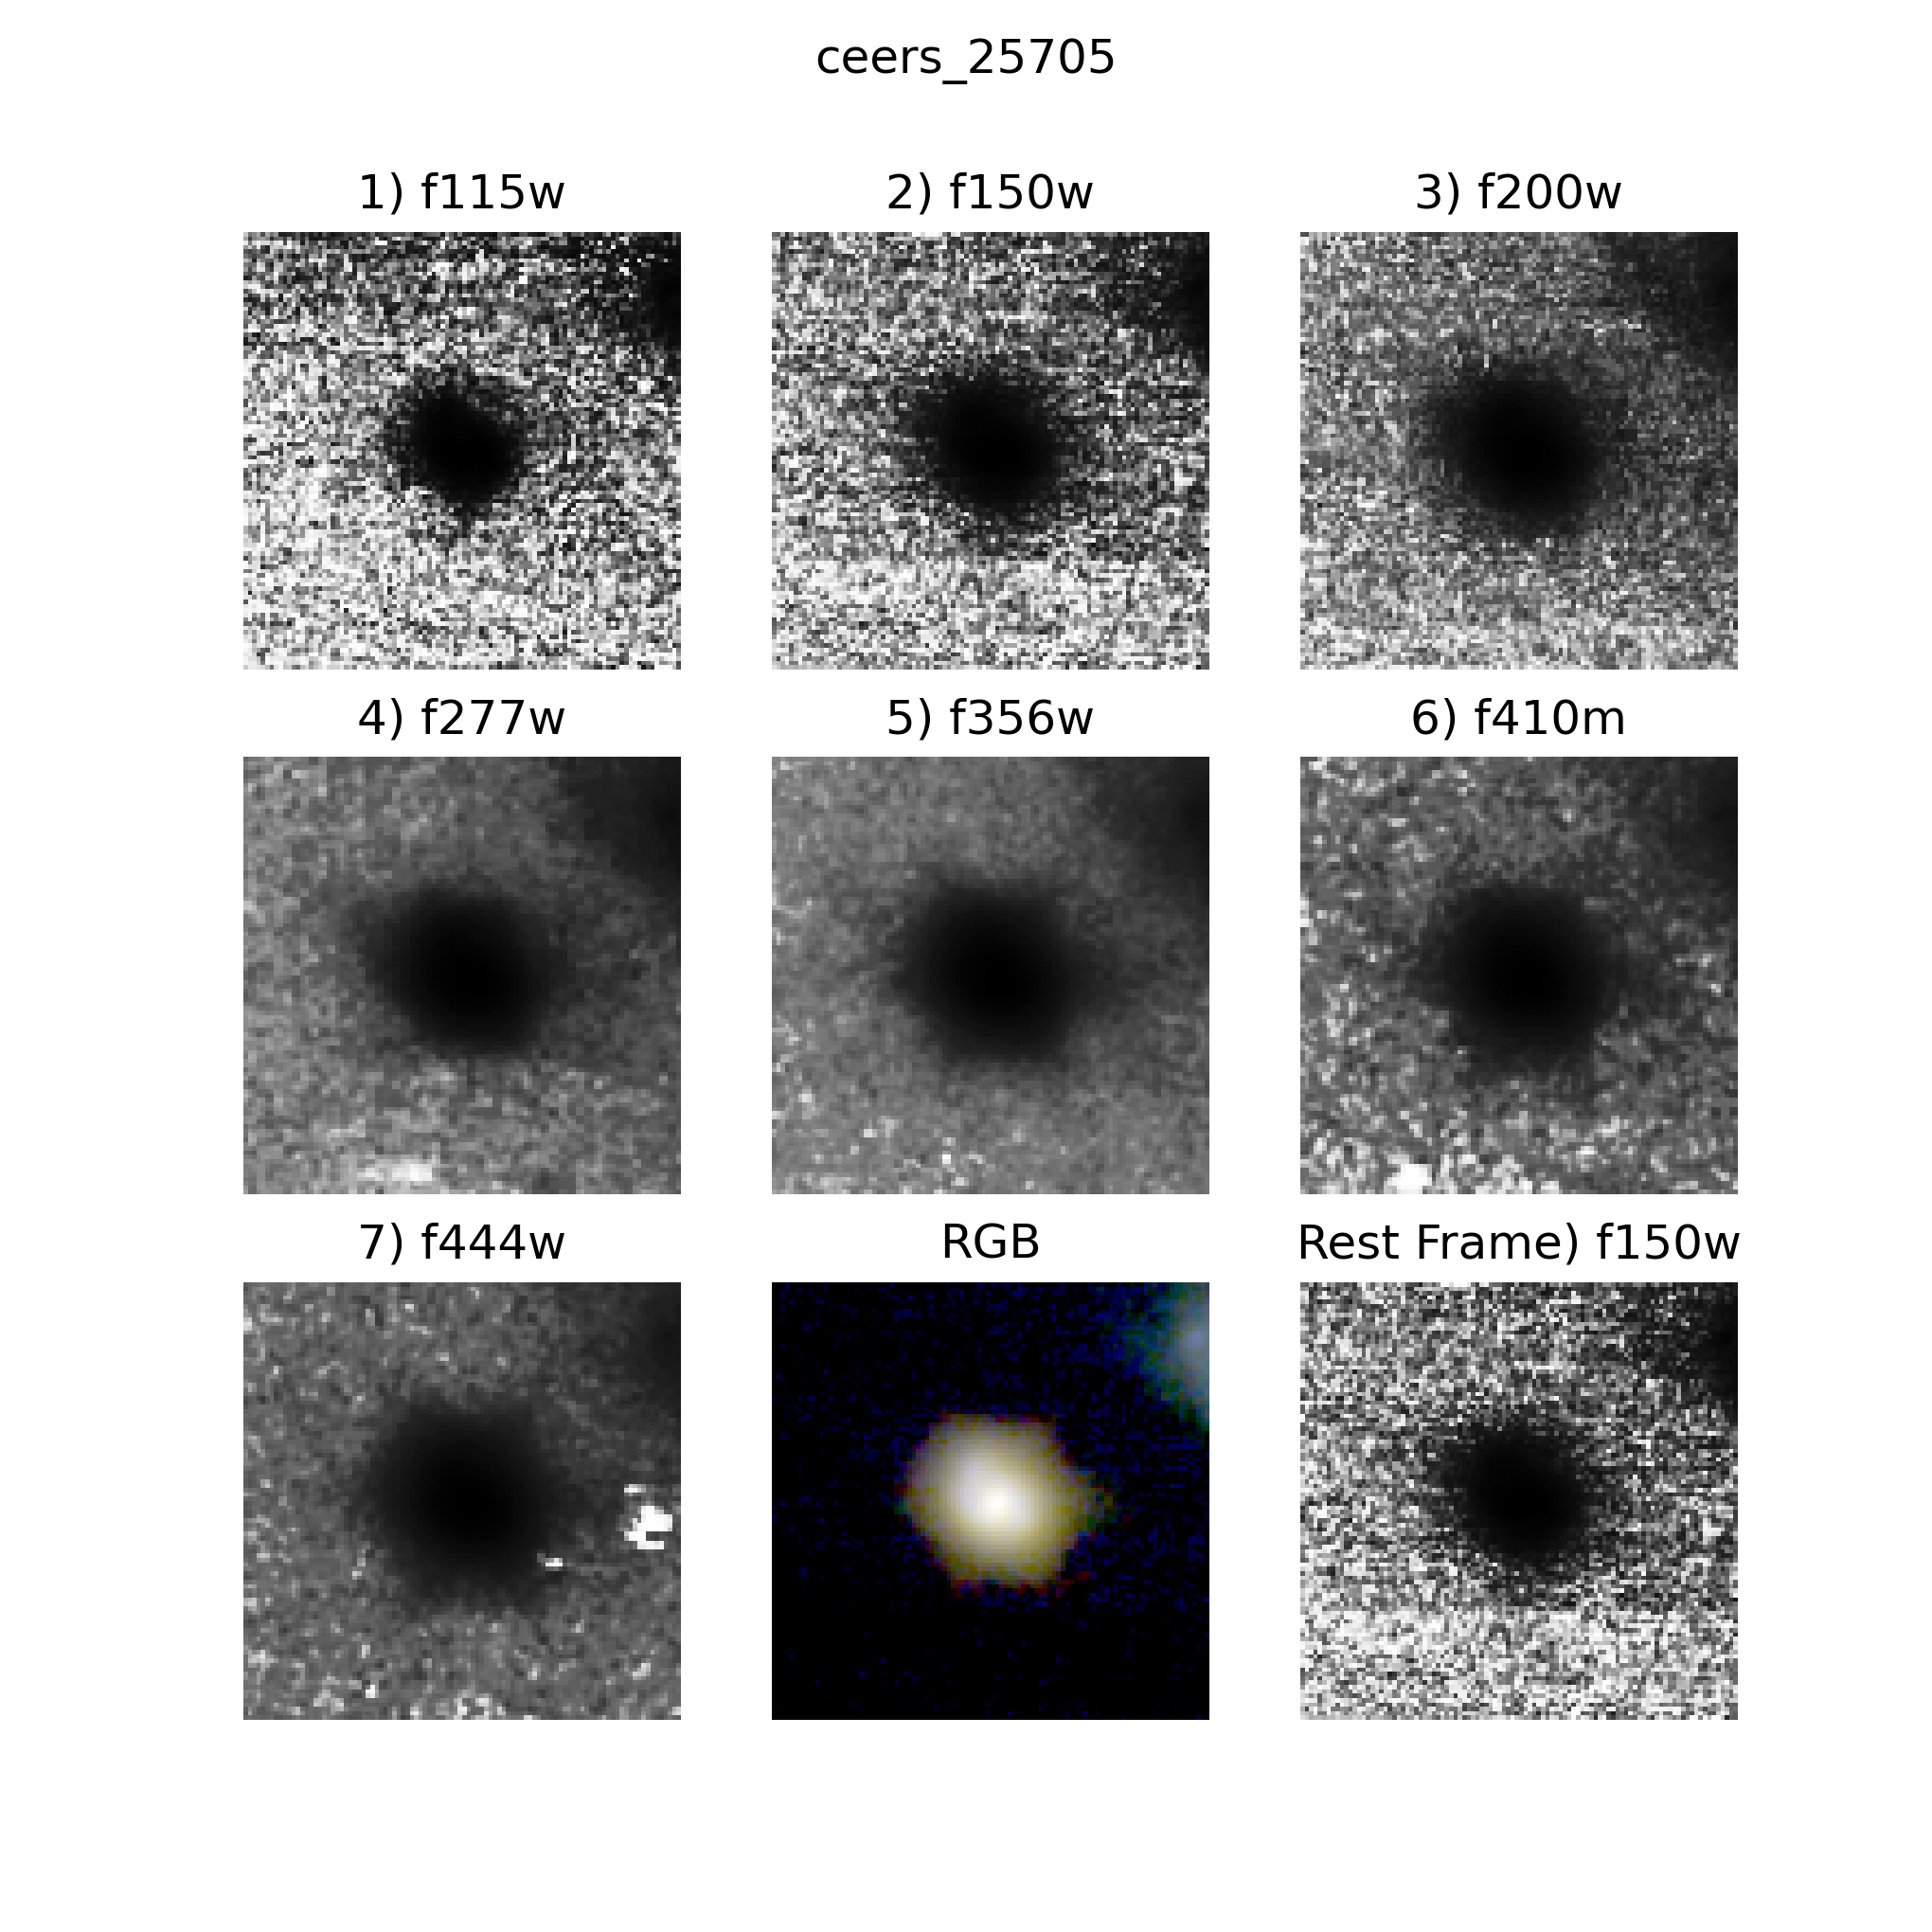 ceers_25705
1) f115w
2) f150w
3) f200w
4) f277w
5) f356w
6) f410m
7) f444w
RGB
Rest Frame) f150w